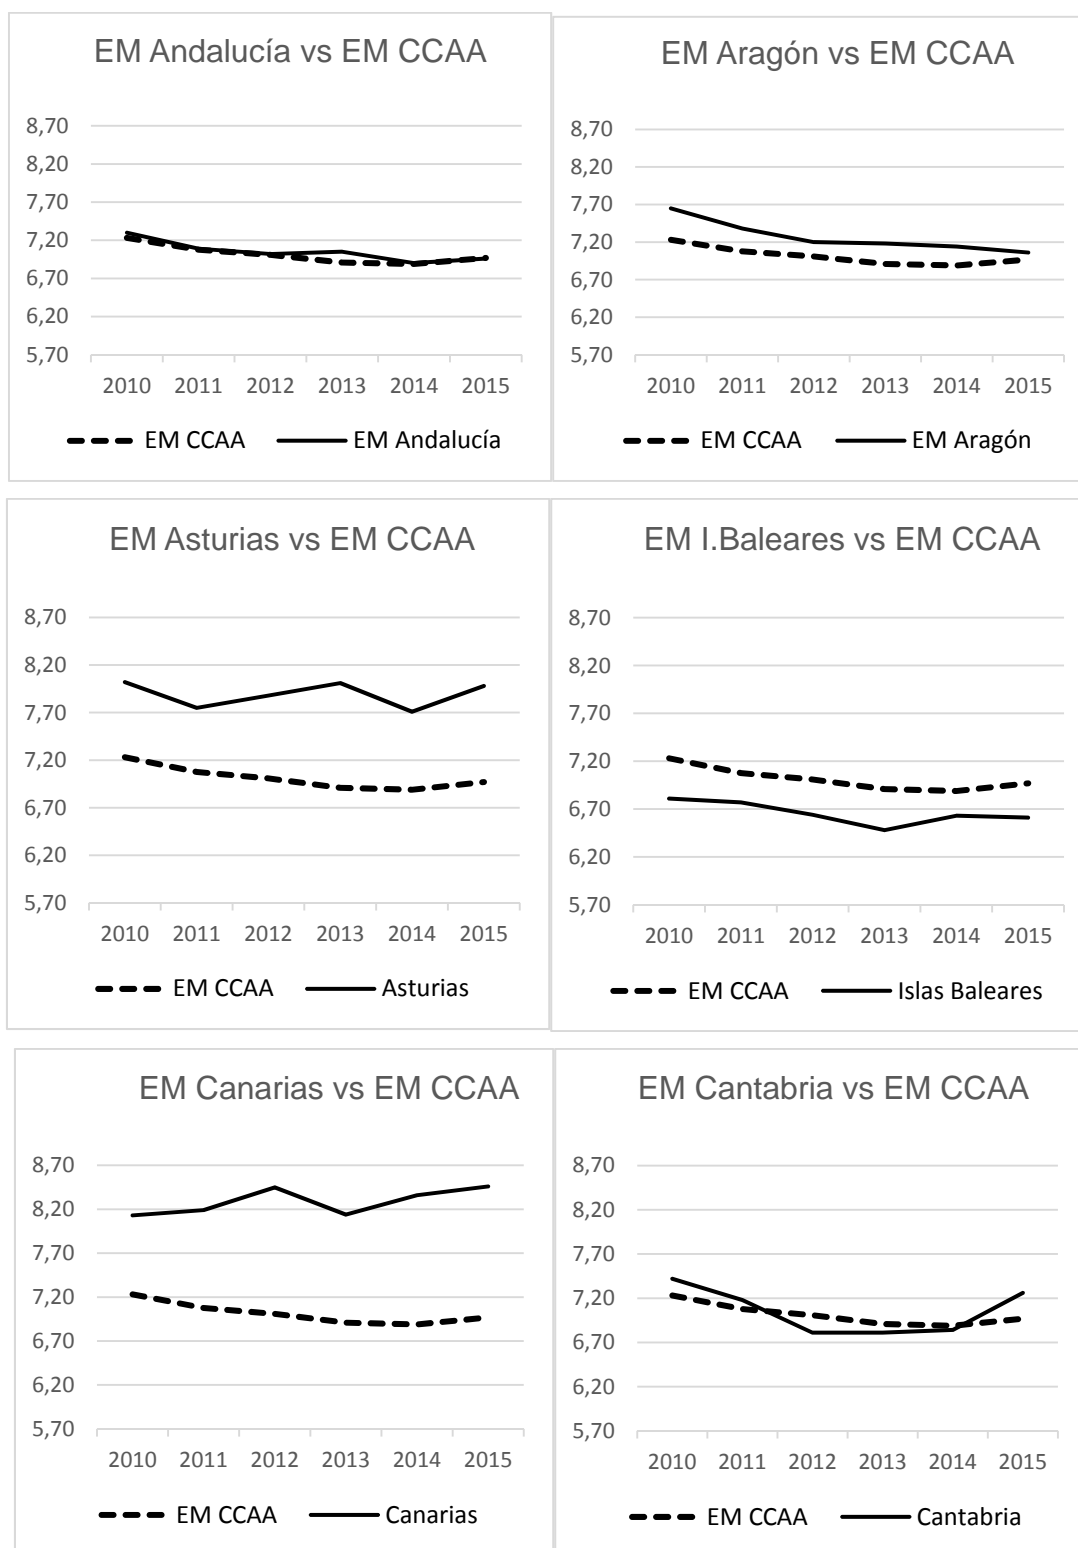 EM Andalucía vs EM CCAA
8,70
8,20
7,70
7,20
6,70
6,20
5,70
2010 2011 2012 2013 2014 2015
EM CCAA EM Andalucía
EM Aragón vs EM CCAA
8,70
8,20
7,70
7,20
6,70
6,20
5,70
2010 2011 2012 2013 2014 2015
EM CCAA EM Aragón
EM Asturias vs EM CCAA
8,70
8,20
7,70
7,20
6,70
6,20
5,70
2010 2011 2012 2013 2014 2015
EM CCAA Asturias
EM I.Baleares vs EM CCAA
8,70
8,20
7,70
7,20
6,70
6,20
5,70
2010 2011 2012 2013 2014 2015
EM CCAA Islas Baleares
EM Canarias vs EM CCAA
8,70
8,20
7,70
7,20
6,70
6,20
5,70
2010 2011 2012 2013 2014 2015
EM CCAA Canarias
EM Cantabria vs EM CCAA
8,70
8,20
7,70
7,20
6,70
6,20
5,70
2010 2011 2012 2013 2014 2015
EM CCAA Cantabria